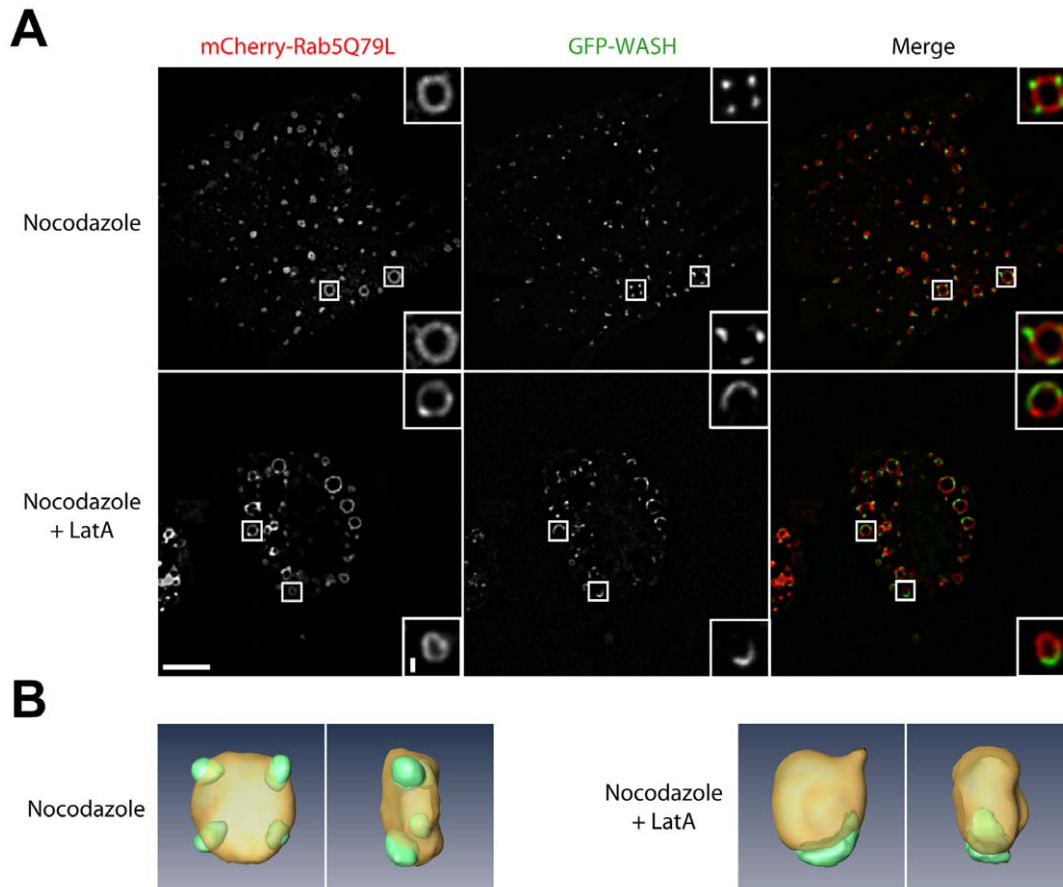 A
mCherry-Rab5Q79L GFP-WASH Merge
Nocodazole
Nocodazole
+ LatA
B
Nocodazole
Nocodazole
+ LatA